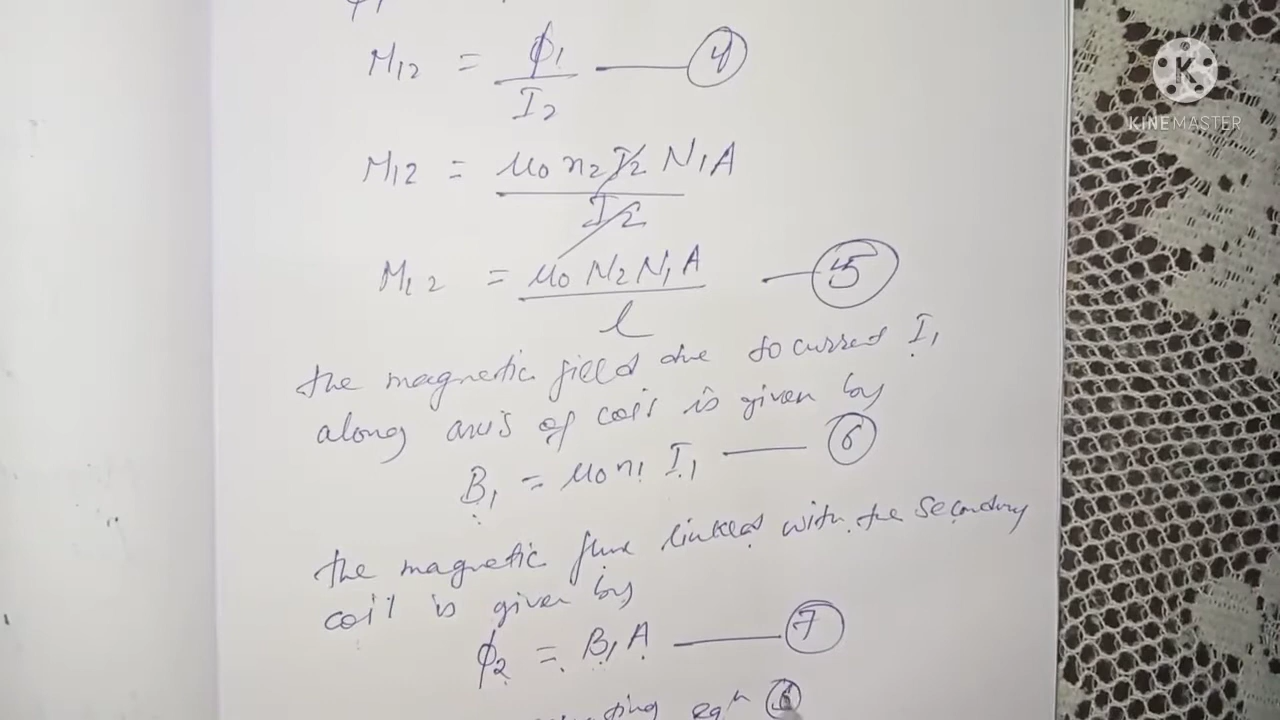 M12 = ϕ1 / I2 —— 4
K
KINEMASTER
M12 = μ0 n2 I2 N1 A / I2
M12 = μ0 N2 N1 A / l — 5
the magnetic field due to current I1
along axis of coil is given by
B1 = μ0 n1 I1 —— 6
the magnetic flux linked with the secondary
coil is given by
ϕ2 = B1 A —— 7
eqn 6